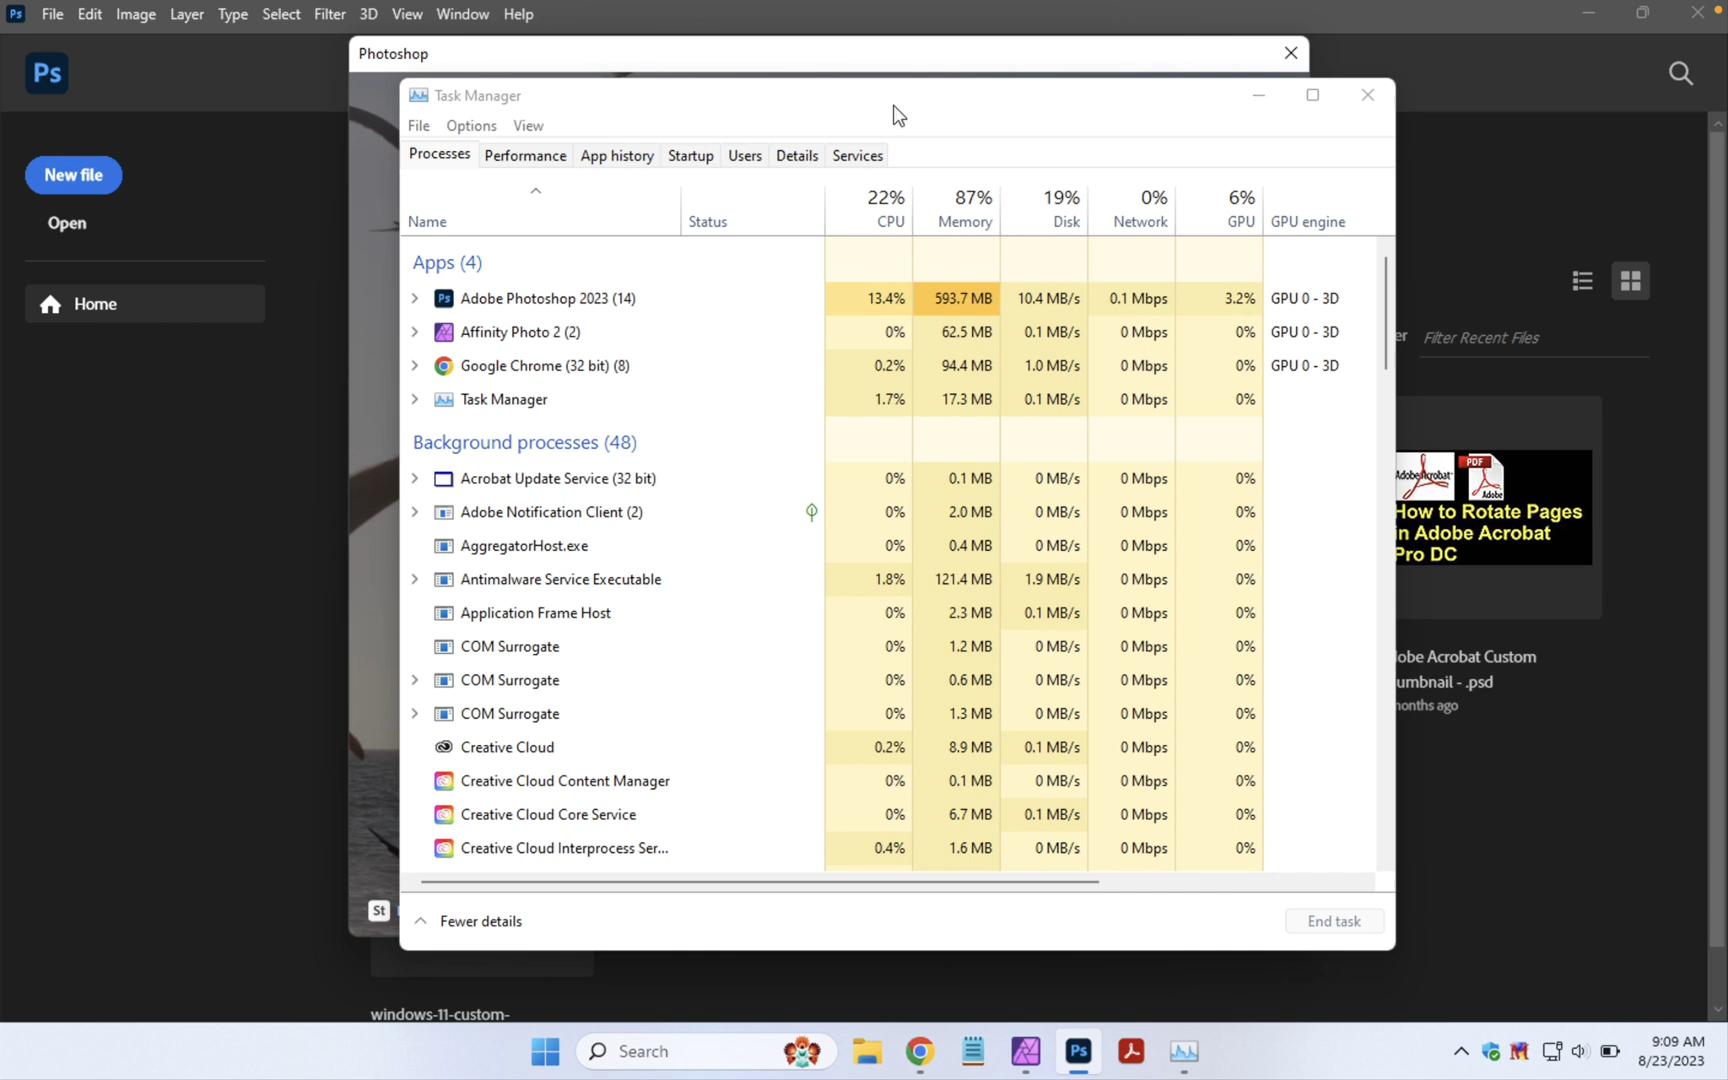 Ps File Edit Image Layer Type Select Filter 3D View Window Help
Ps
Photoshop
Task Manager
File Options View
Processes Performance App history Startup Users Details Services
22% 87% 19% 0% 6%
Name Status CPU Memory Disk Network GPU GPU engine
Apps (4)
Ps Adobe Photoshop 2023 (14) 13.4% 593.7 MB 10.4 MB/s 0.1 Mbps 3.2% GPU 0 - 3D
Affinity Photo 2 (2) 0% 62.5 MB 0.1 MB/s 0 Mbps 0% GPU 0 - 3D
Google Chrome (32 bit) (8) 0.2% 94.4 MB 1.0 MB/s 0 Mbps 0% GPU 0 - 3D
Task Manager 1.7% 17.3 MB 0.1 MB/s 0 Mbps 0%
Background processes (48)
Acrobat Update Service (32 bit) 0% 0.1 MB 0 MB/s 0 Mbps 0%
Adobe Notification Client (2) 0% 2.0 MB 0 MB/s 0 Mbps 0%
AggregatorHost.exe 0% 0.4 MB 0 MB/s 0 Mbps 0%
Antimalware Service Executable 1.8% 121.4 MB 1.9 MB/s 0 Mbps 0%
Application Frame Host 0% 2.3 MB 0.1 MB/s 0 Mbps 0%
COM Surrogate 0% 1.2 MB 0 MB/s 0 Mbps 0%
COM Surrogate 0% 0.6 MB 0 MB/s 0 Mbps 0%
COM Surrogate 0% 1.3 MB 0 MB/s 0 Mbps 0%
Creative Cloud 0.2% 8.9 MB 0.1 MB/s 0 Mbps 0%
Creative Cloud Content Manager 0% 0.1 MB 0 MB/s 0 Mbps 0%
Creative Cloud Core Service 0% 6.7 MB 0.1 MB/s 0 Mbps 0%
Creative Cloud Interprocess Ser... 0.4% 1.6 MB 0 MB/s 0 Mbps 0%
Fewer details End task
New file
Open
Home
er Filter Recent Files
Adobe Acrobat PDF
Adobe
How to Rotate Pages
in Adobe Acrobat
Pro DC
obe Acrobat Custom
umbnail - .psd
onths ago
St
windows-11-custom-
Search Ps
9:09 AM
8/23/2023